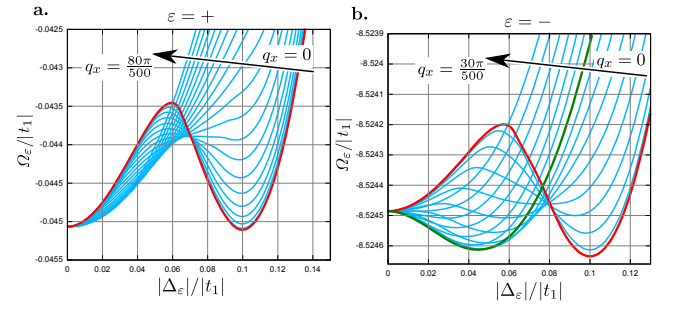 a.
ε = +
-0.0425
-0.043
-0.0435
-0.044
-0.0445
-0.045
-0.0455
Ω_ε/|t_1|
q_x = 80π/500
q_x = 0
0
0.02
0.04
0.06
0.08
0.1
0.12
0.14
|Δ_ε|/|t_1|
b.
ε = −
-8.5239
-8.524
-8.5241
-8.5242
-8.5243
-8.5244
-8.5245
-8.5246
Ω_ε/|t_1|
q_x = 30π/500
q_x = 0
0.00
0.02
0.04
0.06
0.08
0.1
0.12
|Δ_ε|/|t_1|